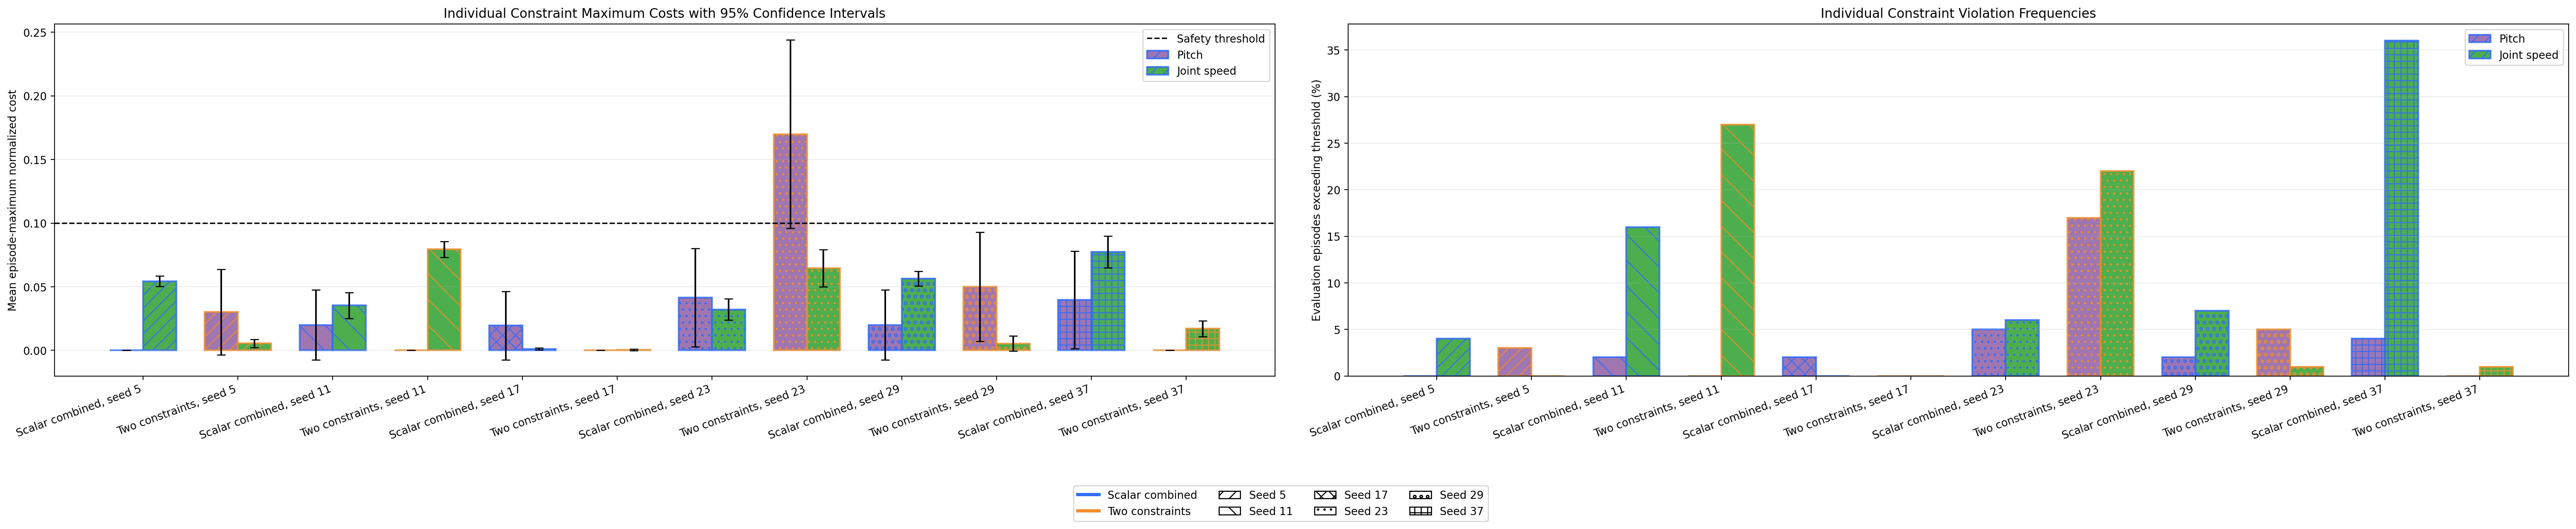 Individual Constraint Maximum Costs with 95% Confidence Intervals
Mean episode-maximum normalized cost
0.25
0.20
0.15
0.10
0.05
0.00
Safety threshold
Pitch
Joint speed
Scalar combined, seed 5
Two constraints, seed 5
Scalar combined, seed 11
Two constraints, seed 11
Scalar combined, seed 17
Two constraints, seed 17
Scalar combined, seed 23
Two constraints, seed 23
Scalar combined, seed 29
Two constraints, seed 29
Scalar combined, seed 37
Two constraints, seed 37
Individual Constraint Violation Frequencies
Evaluation episodes exceeding threshold (%)
35
30
25
20
15
10
5
0
Pitch
Joint speed
Scalar combined, seed 5
Two constraints, seed 5
Scalar combined, seed 11
Two constraints, seed 11
Scalar combined, seed 17
Two constraints, seed 17
Scalar combined, seed 23
Two constraints, seed 23
Scalar combined, seed 29
Two constraints, seed 29
Scalar combined, seed 37
Two constraints, seed 37
Scalar combined
Two constraints
Seed 5
Seed 11
Seed 17
Seed 23
Seed 29
Seed 37